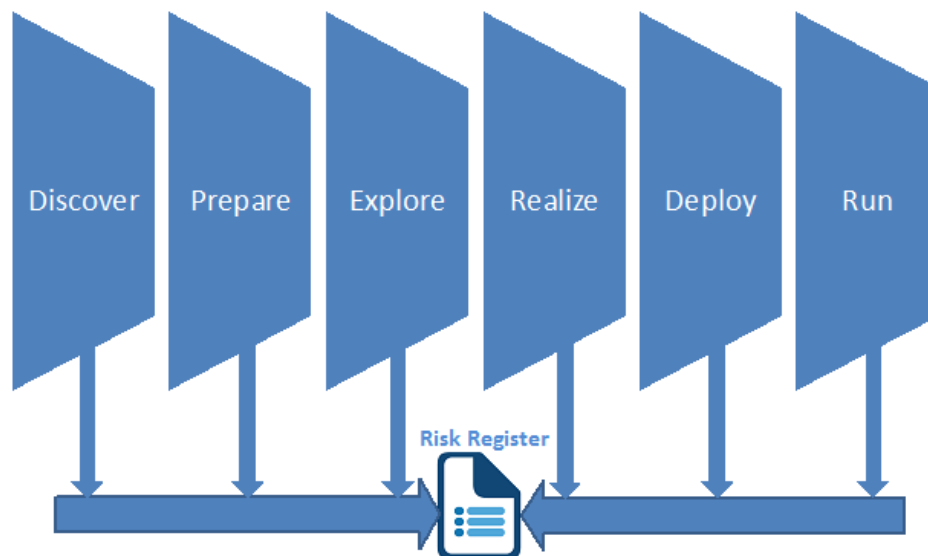 Discover
Prepare
Explore
Realize
Deploy
Run
Risk Register